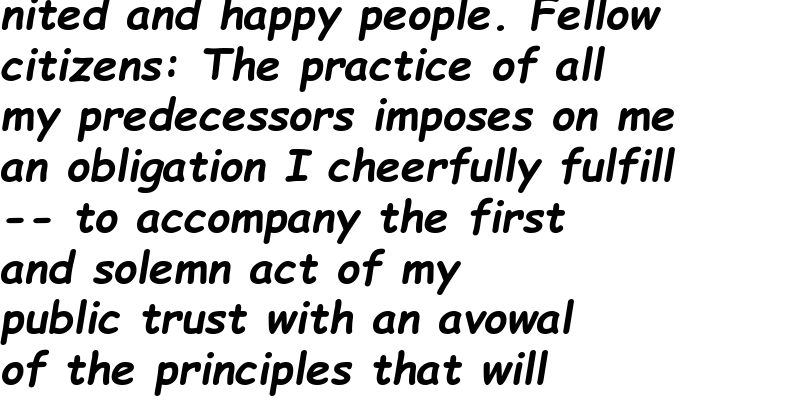 nited and happy people. Fellow
citizens: The practice of all
my predecessors imposes on me
an obligation I cheerfully fulfill
-- to accompany the first
and solemn act of my
public trust with an avowal
of the principles that will